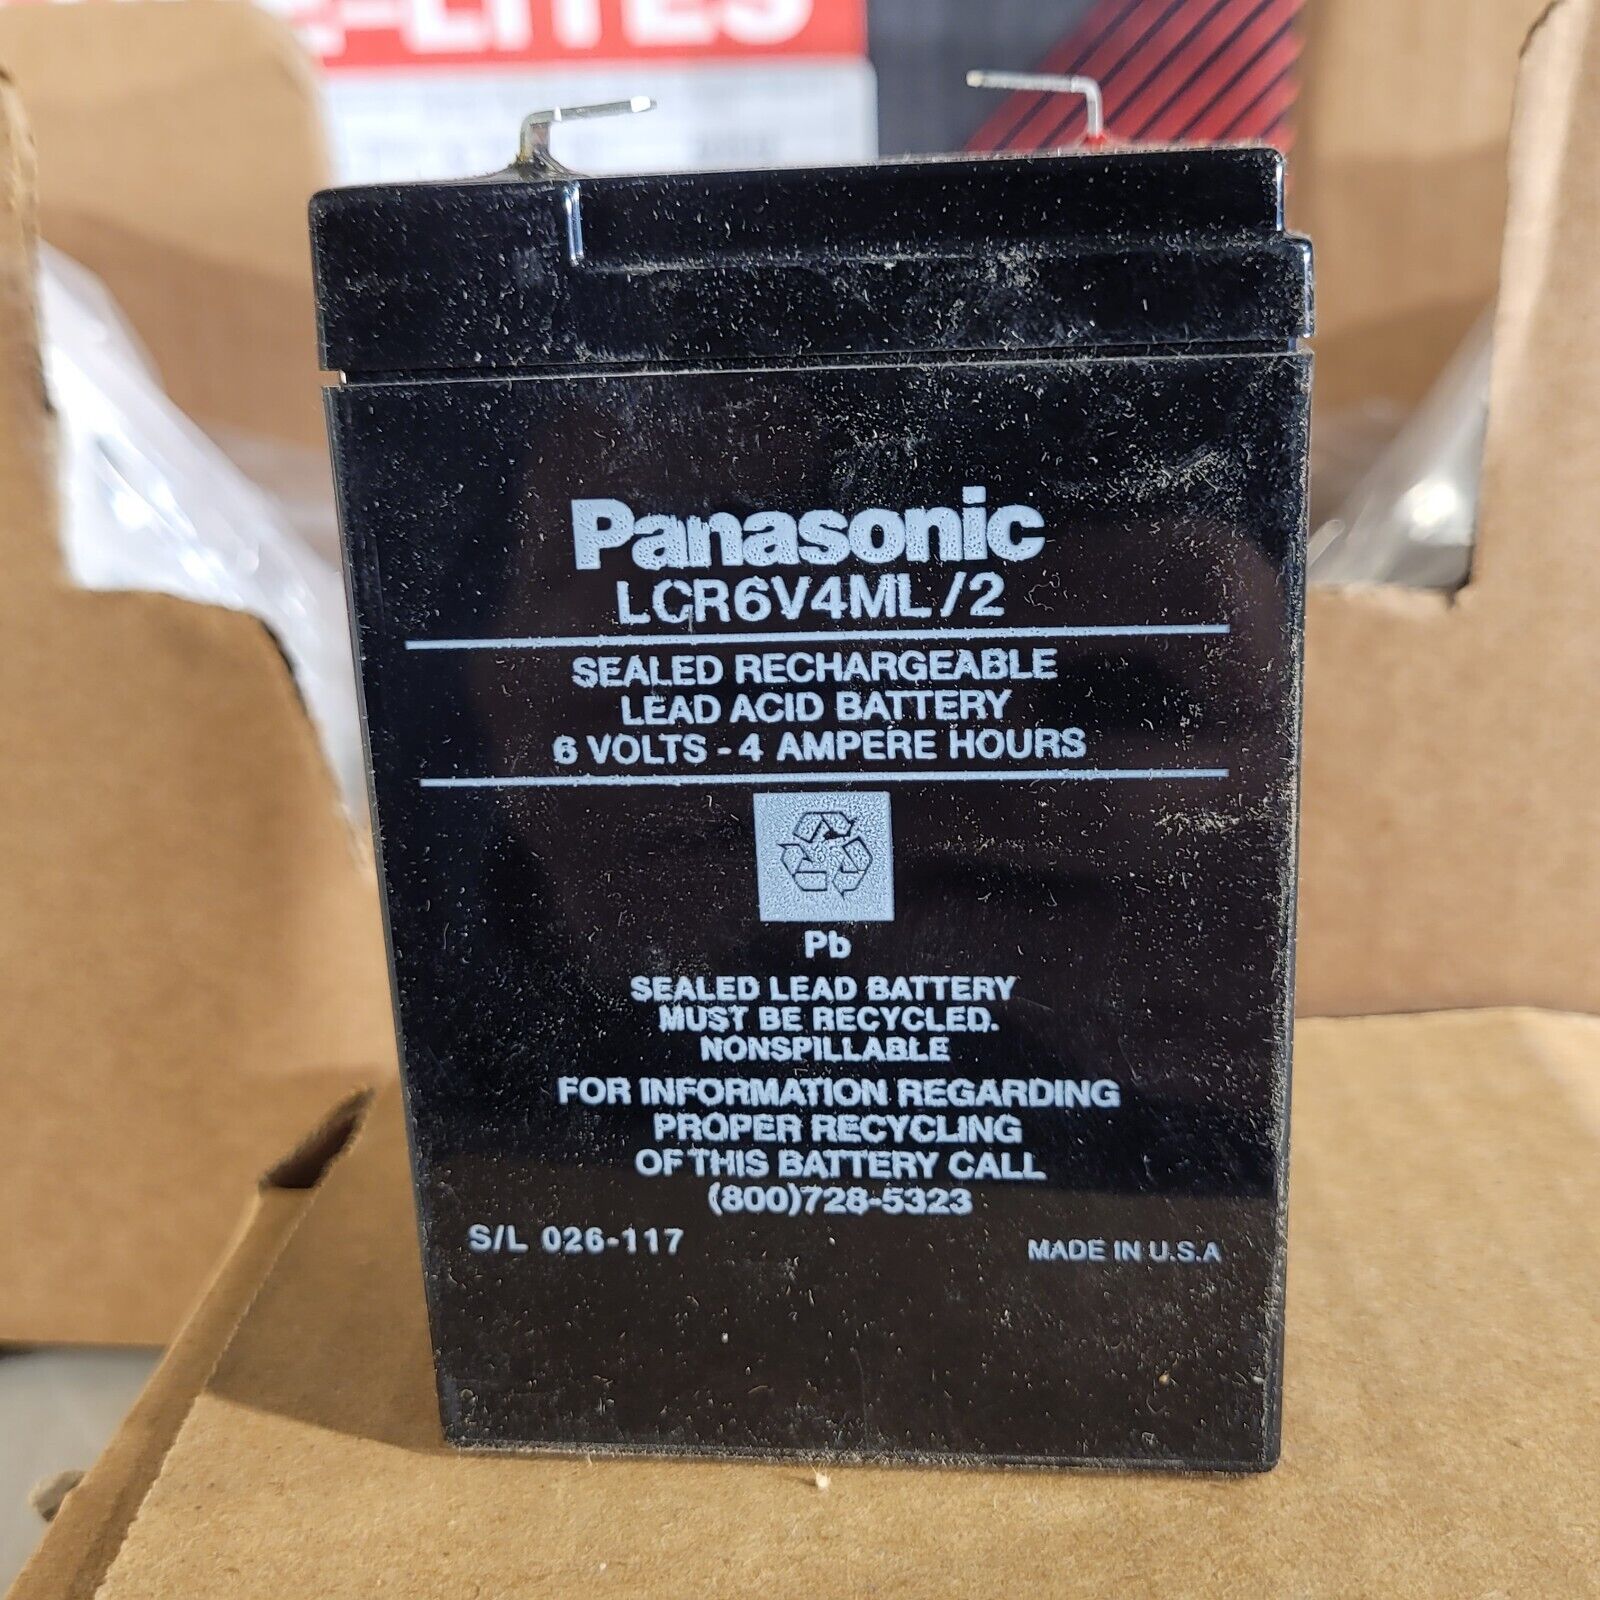 -LITES
Panasonic
LCR6V4ML/2
SEALED RECHARGEABLE
LEAD ACID BATTERY
6 VOLTS - 4 AMPERE HOURS
Pb
SEALED LEAD BATTERY
MUST BE RECYCLED.
NONSPILLABLE
FOR INFORMATION REGARDING
PROPER RECYCLING
OF THIS BATTERY CALL
(800)728-5323
S/L 026-117
MADE IN U.S.A